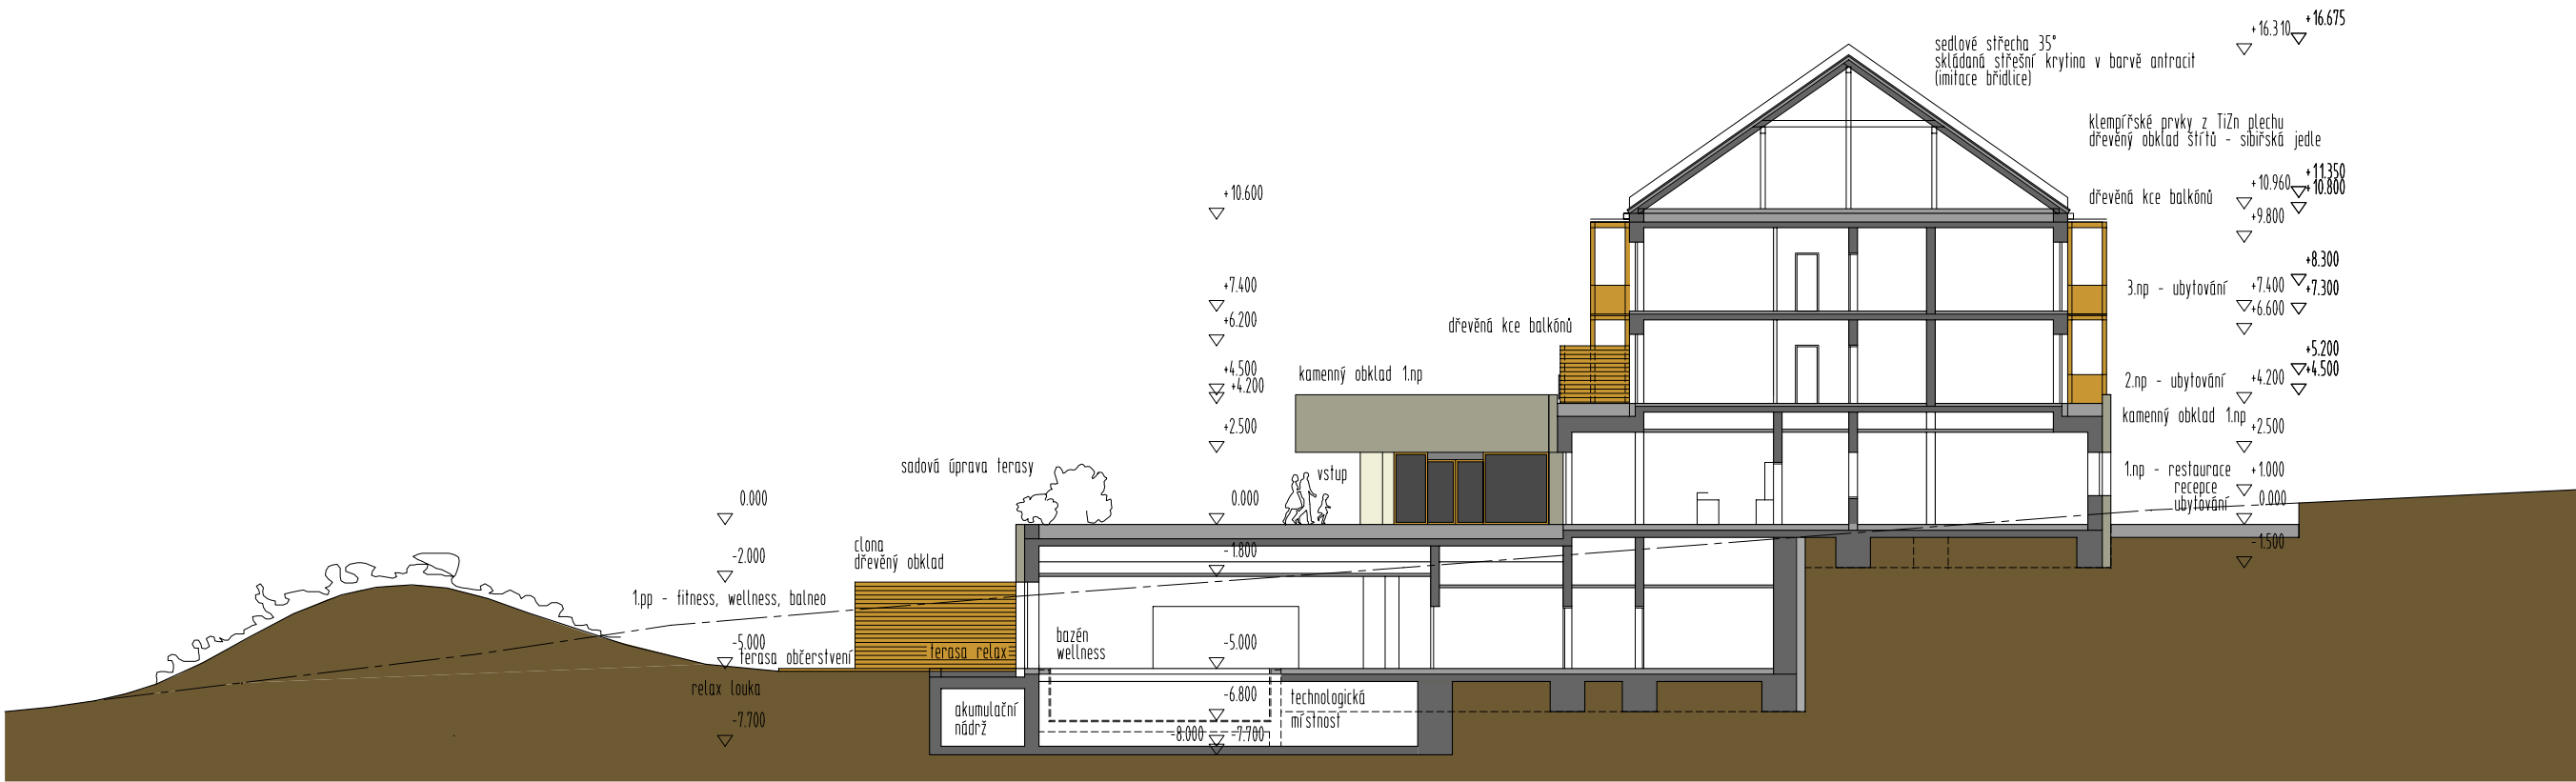 +16.675
+16.310
sedlové střecha 35°
skládaná střešní krytina v barvě antracit
(imitace břidlice)
klempířské prvky z TiZn plechu
dřevěný obklad štítů - sibiřská jedle
+11.350
+10.960
+10.800
dřevěná kce balkónů
+10.600
+9.800
+8.300
3.np - ubytování
+7.400
+7.300
+6.600
+7.400
+6.200
dřevěná kce balkónů
+5.200
+4.500
2.np - ubytování
+4.200
+4.500
+4.200
kamenný obklad 1.np
kamenný obklad 1.np
+2.500
+2.500
sadová úprava terasy
vstup
1.np - restaurace
recepce
ubytování
+1.000
0.000
0.000
0.000
-1.500
-1.800
-2.000
clona
dřevěný obklad
1.pp - fitness, wellness, balneo
-5.000
terasa občerstvení
terasa relax
bazén
wellness
-5.000
relax louka
-7.700
akumulační
nádrž
-6.800
technologická
místnost
-8.000
-7.700